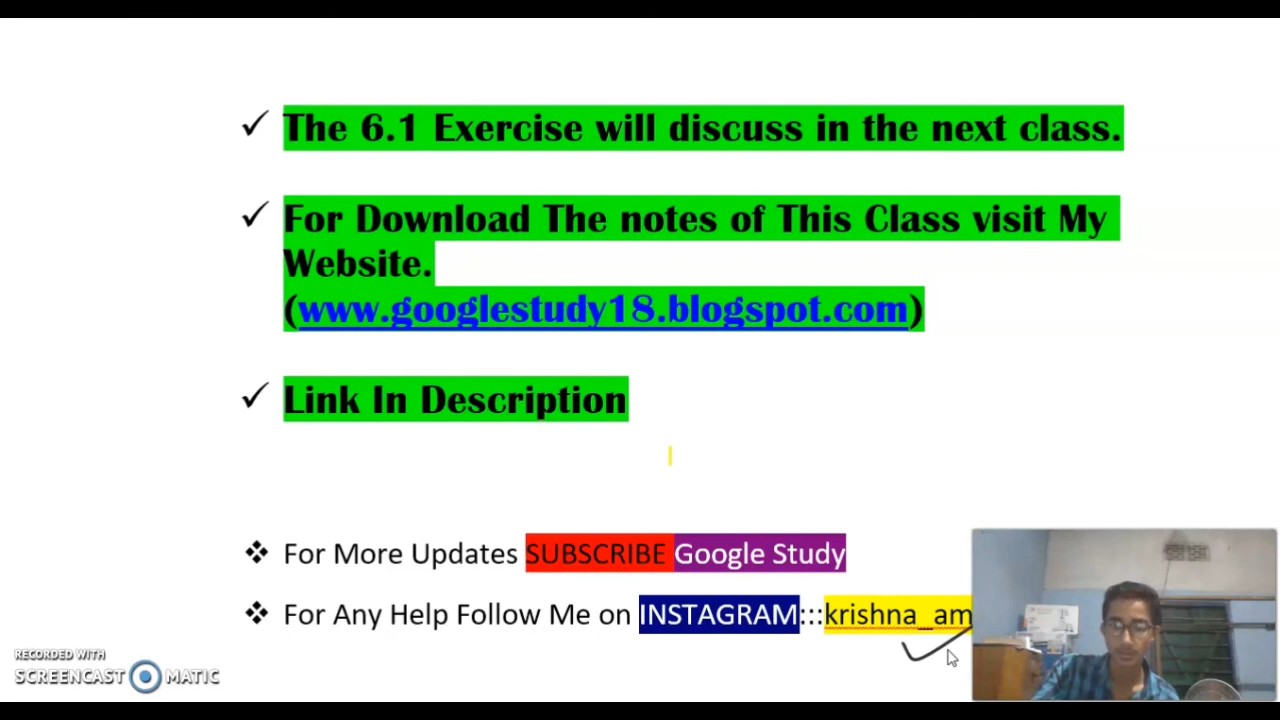 The 6.1 Exercise will discuss in the next class.
For Download The notes of This Class visit My
Website.
(www.googlestudy18.blogspot.com)
Link In Description
For More Updates SUBSCRIBE Google Study
For Any Help Follow Me on INSTAGRAM:::krishna_am
RECORDED WITH
SCREENCAST MATIC